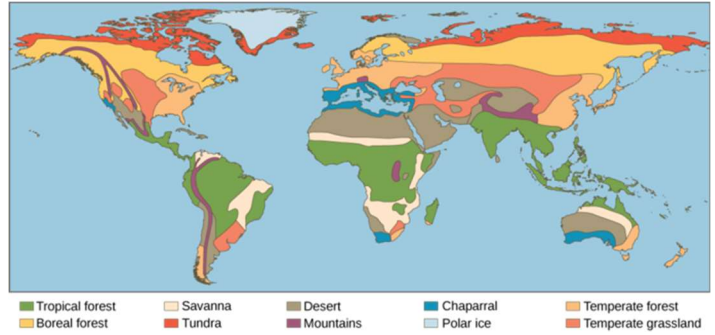 Tropical forest Savanna Desert Chaparral Temperate forest
Boreal forest Tundra Mountains Polar ice Temperate grassland